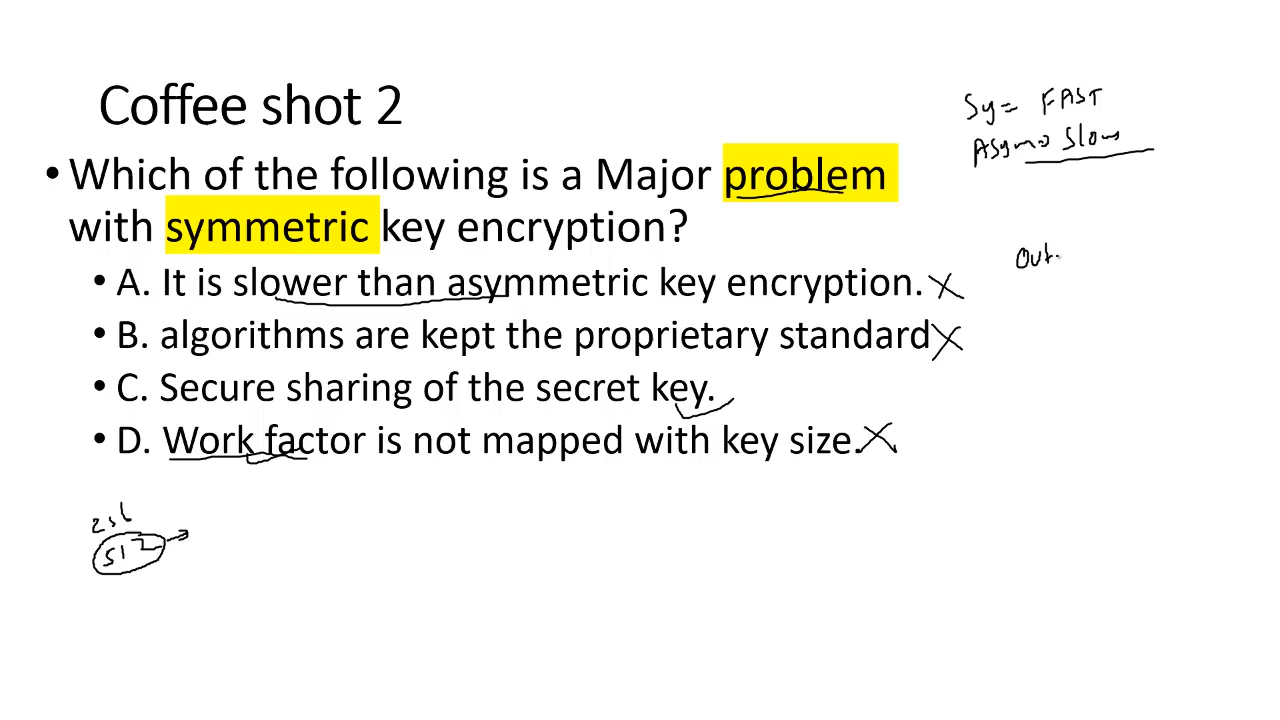 Coffee shot 2
Sy= FAST
Asym= Slow
• Which of the following is a Major problem
with symmetric key encryption?
Out.
• A. It is slower than asymmetric key encryption.
• B. algorithms are kept the proprietary standard
• C. Secure sharing of the secret key.
• D. Work factor is not mapped with key size.
256
512